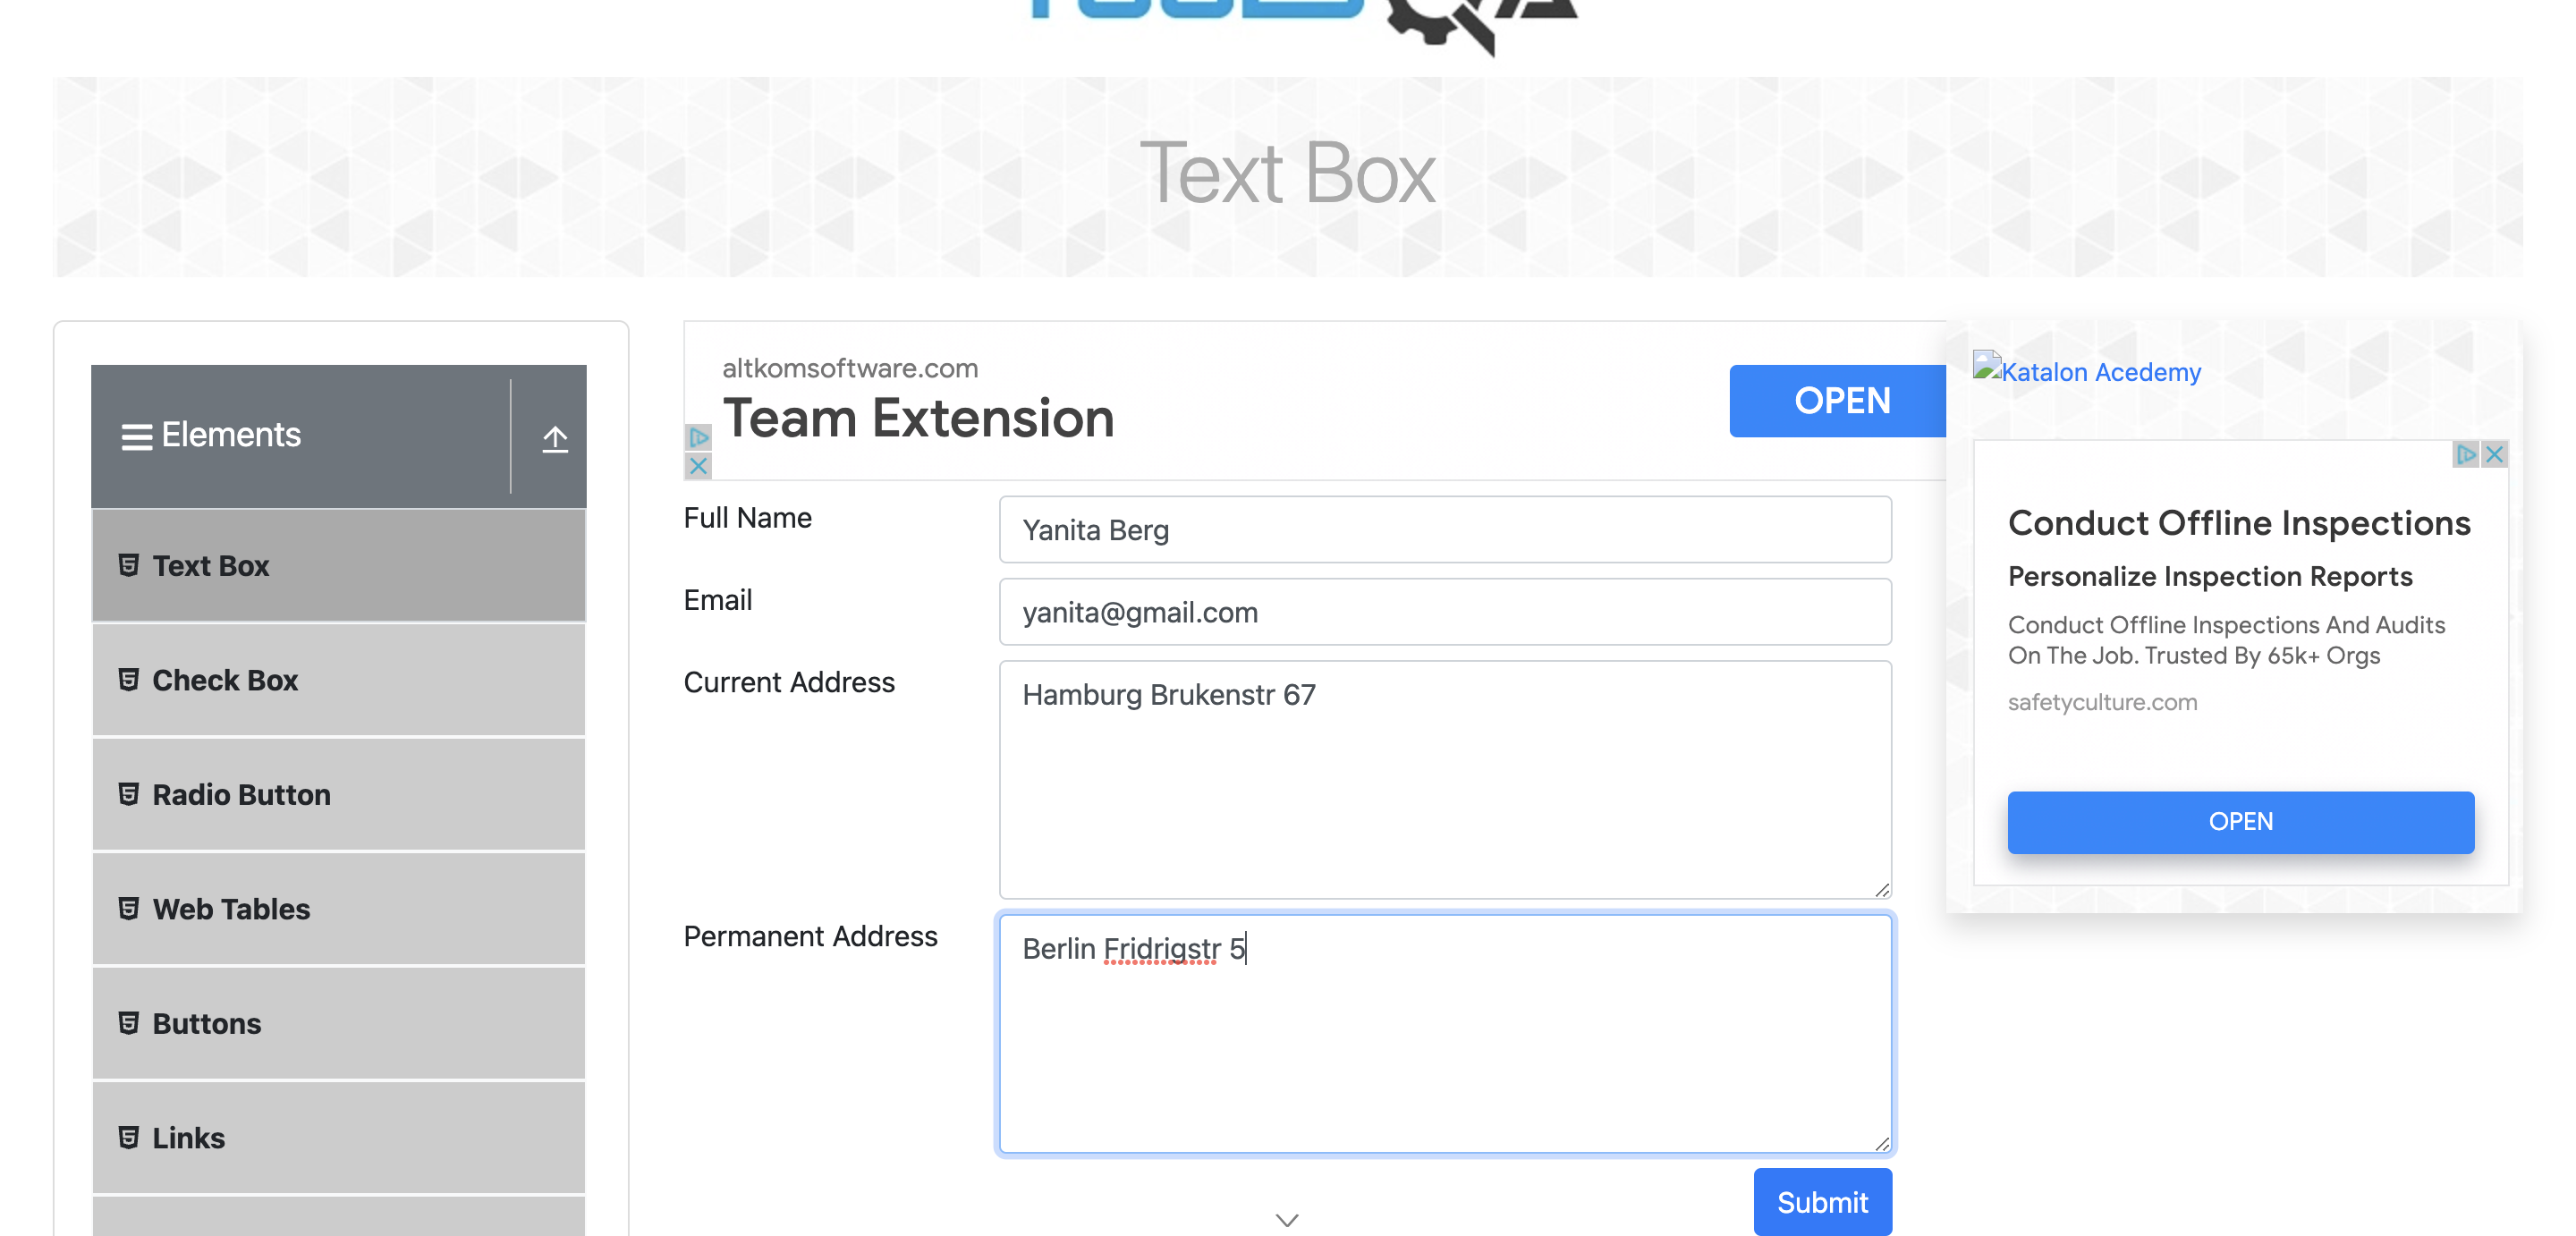 Text Box
Elements
Text Box
Check Box
Radio Button
Web Tables
Buttons
Links
altkomsoftware.com
Team Extension
OPEN
Full Name
Yanita Berg
Email
yanita@gmail.com
Current Address
Hamburg Brukenstr 67
Permanent Address
Berlin Fridrigstr 5
Submit
Katalon Acedemy
Conduct Offline Inspections
Personalize Inspection Reports
Conduct Offline Inspections And Audits
On The Job. Trusted By 65k+ Orgs
safetyculture.com
OPEN